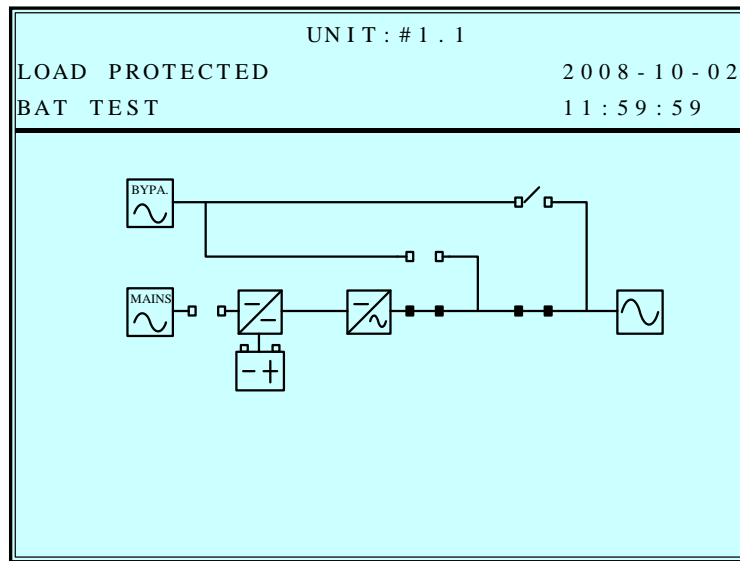 UNIT:#1.1
LOAD PROTECTED 2008-10-02
BAT TEST 11:59:59
BYPA.
MAINS